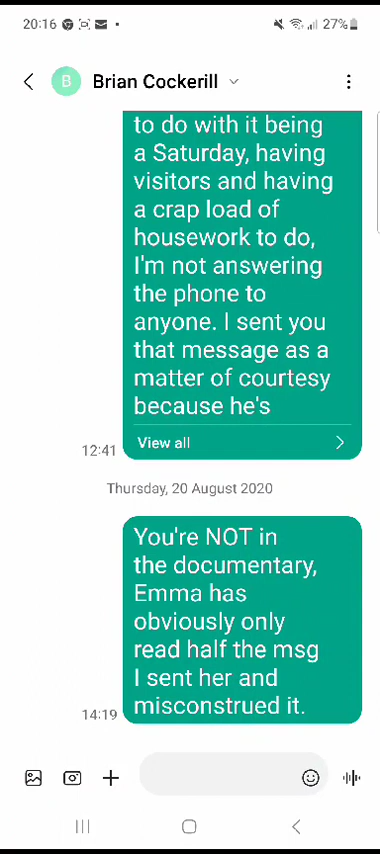 20:16 27%
B Brian Cockerill
to do with it being
a Saturday, having
visitors and having
a crap load of
housework to do,
I'm not answering
the phone to
anyone. I sent you
that message as a
matter of courtesy
because he's
View all
12:41
Thursday, 20 August 2020
You're NOT in
the documentary,
Emma has
obviously only
read half the msg
I sent her and
misconstrued it.
14:19